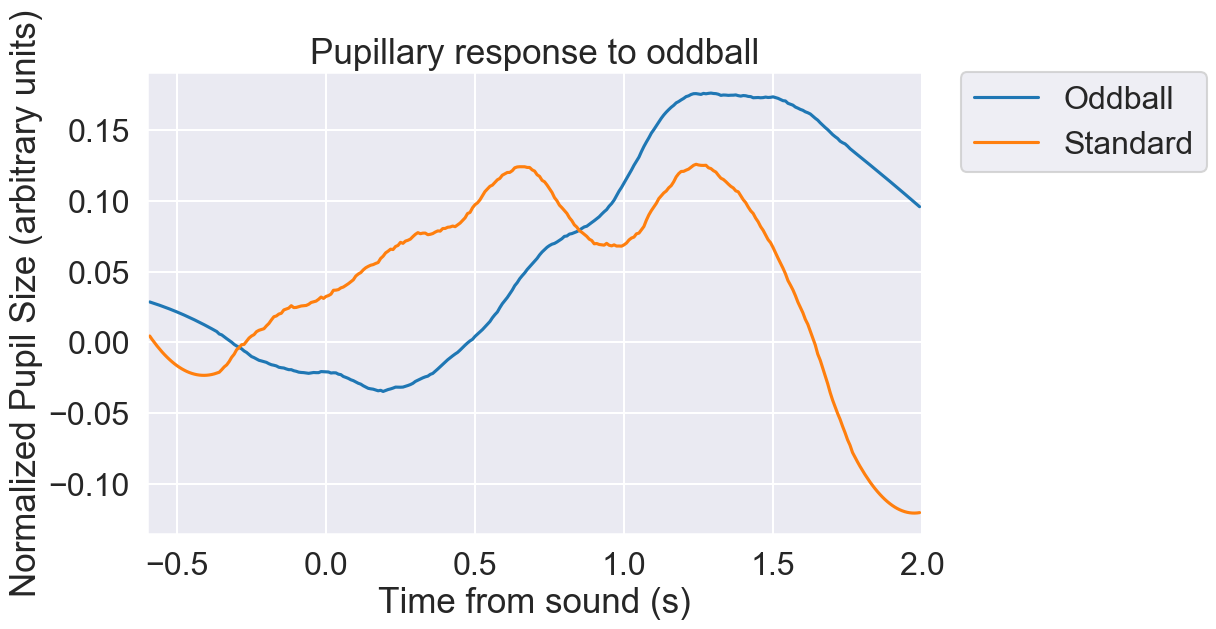 Pupillary response to oddball
Normalized Pupil Size (arbitrary units)
0.15
0.10
0.05
0.00
−0.05
−0.10
−0.5
0.0
0.5
1.0
1.5
2.0
Time from sound (s)
Oddball
Standard